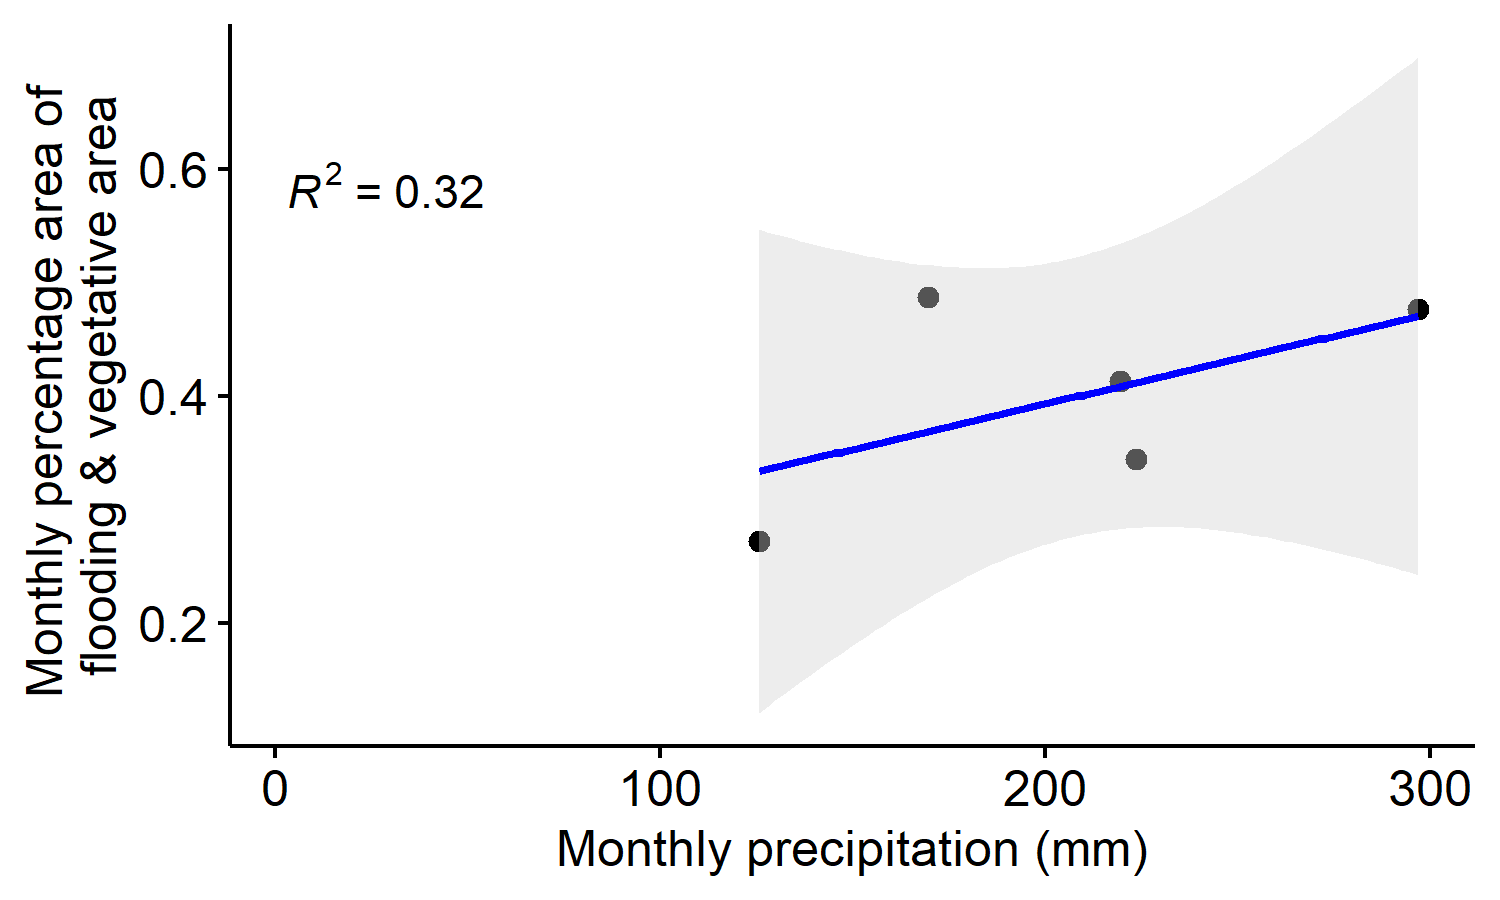 Monthly percentage area of
flooding & vegetative area
0.6
0.4
0.2
R² = 0.32
0 100 200 300
Monthly precipitation (mm)